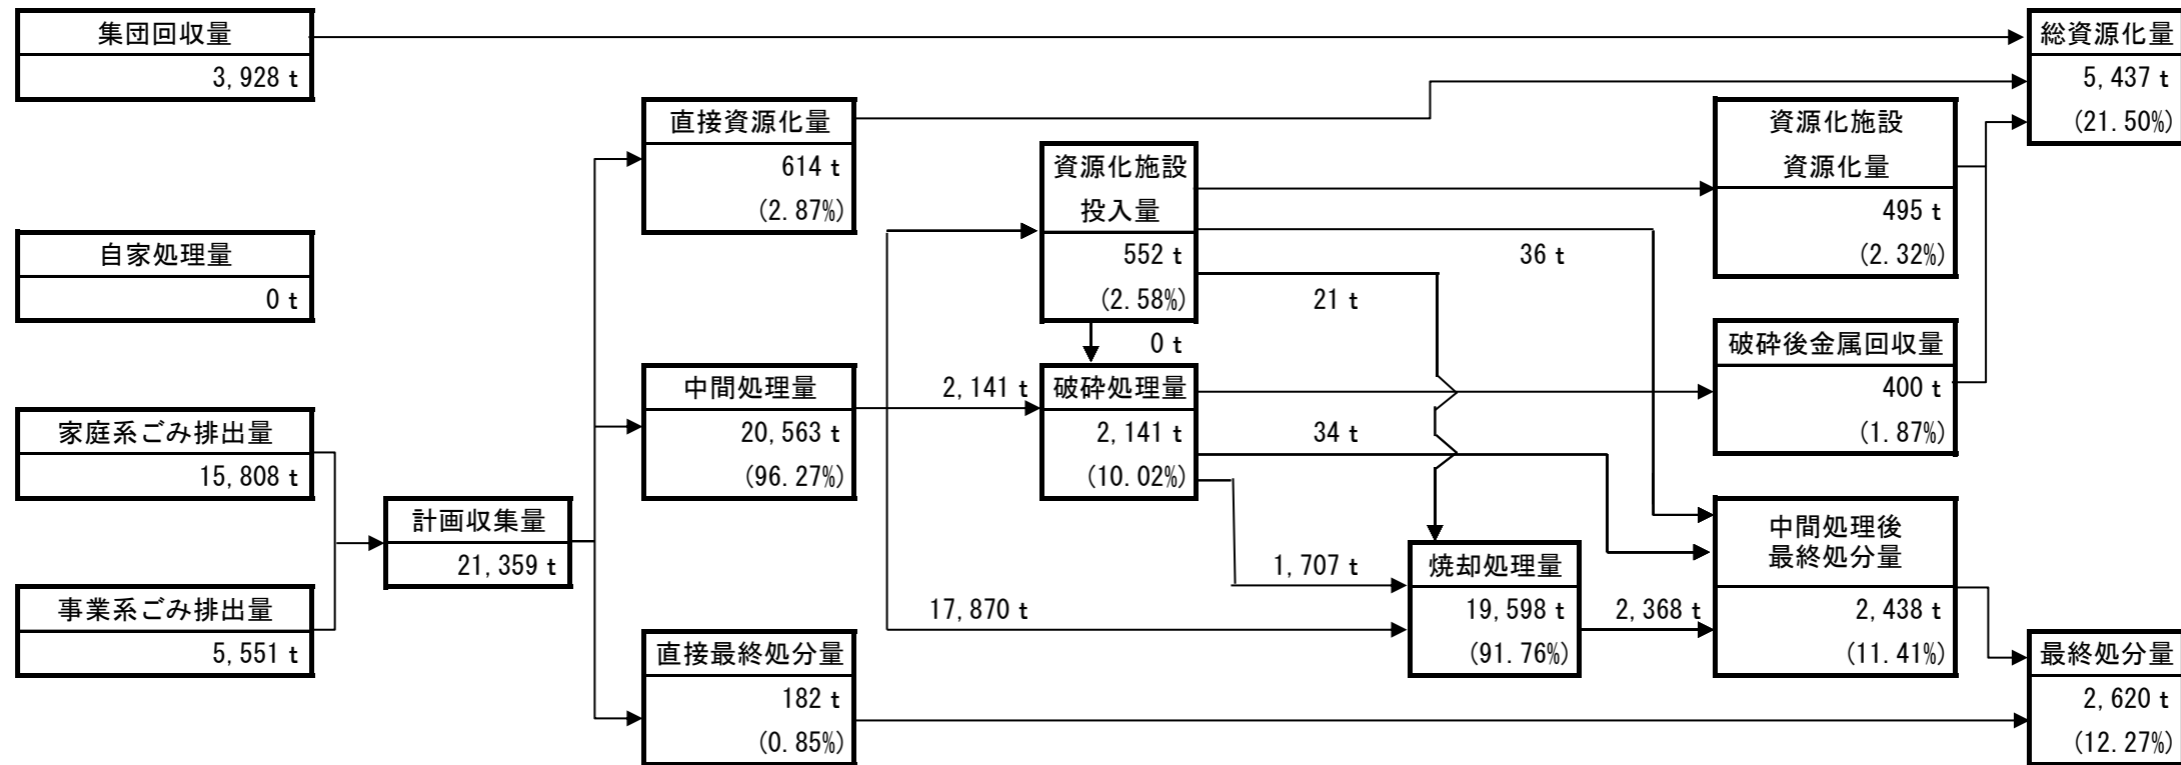 集団回収量
3,928 t
総資源化量
5,437 t
(21.50%)
直接資源化量
614 t
(2.87%)
資源化施設
投入量
552 t
(2.58%)
資源化施設
資源化量
495 t
(2.32%)
自家処理量
0 t
36 t
21 t
0 t
破砕後金属回収量
400 t
(1.87%)
中間処理量
20,563 t
(96.27%)
2,141 t
破砕処理量
2,141 t
(10.02%)
34 t
家庭系ごみ排出量
15,808 t
計画収集量
21,359 t
事業系ごみ排出量
5,551 t
1,707 t
17,870 t
焼却処理量
19,598 t
(91.76%)
2,368 t
中間処理後
最終処分量
2,438 t
(11.41%)
直接最終処分量
182 t
(0.85%)
最終処分量
2,620 t
(12.27%)